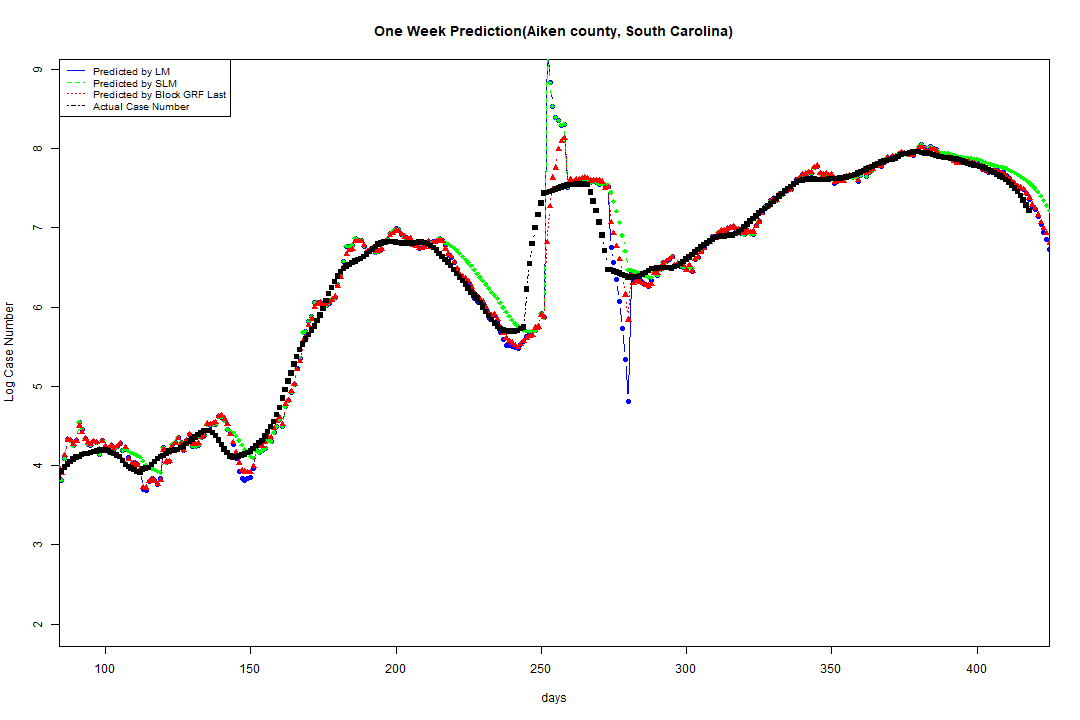 One Week Prediction(Aiken county, South Carolina)
Predicted by LM
Predicted by SLM
Predicted by Block GRF Last
Actual Case Number
Log Case Number
9
8
7
6
5
4
3
2
100 150 200 250 300 350 400
days